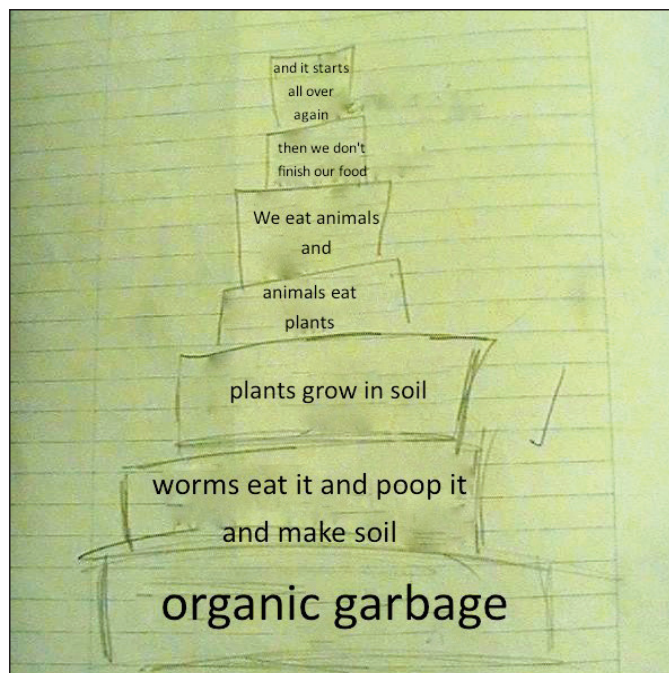 and it starts
all over
again
then we don't
finish our food
We eat animals
and
animals eat
plants
plants grow in soil
worms eat it and poop it
and make soil
organic garbage